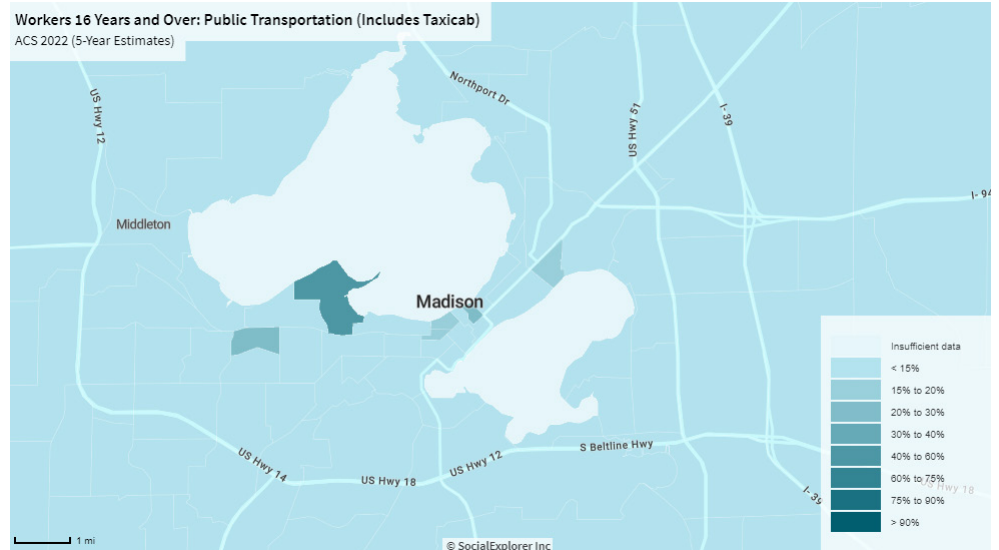 Workers 16 Years and Over: Public Transportation (Includes Taxicab)
ACS 2022 (5-Year Estimates)
Northport Dr
US Hwy 12
US Hwy 51
I- 39
I- 94
Middleton
Madison
Insufficient data
< 15%
15% to 20%
20% to 30%
30% to 40%
40% to 60%
60% to 75%
75% to 90%
> 90%
S Beltline Hwy
US Hwy 12
US Hwy 14
US Hwy 18
I- 39
US Hwy 18
1 mi
© SocialExplorer Inc